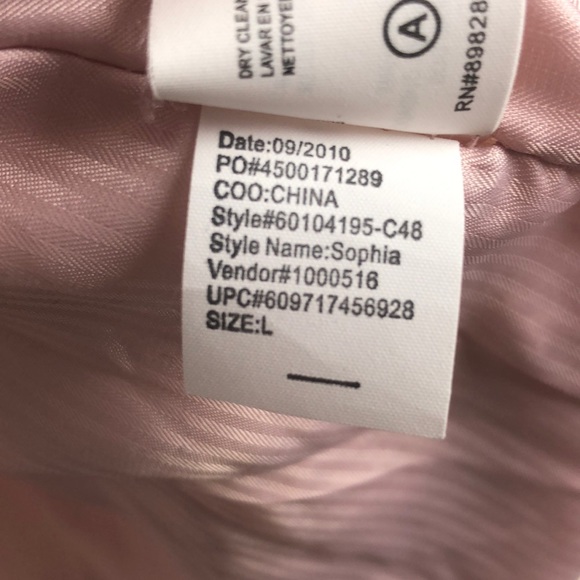 DRY CLEAN
LAVAR EN
NETTOYER
A
RN#89828
Date:09/2010
PO#4500171289
COO:CHINA
Style#60104195-C48
Style Name:Sophia
Vendor#1000516
UPC#609717456928
SIZE:L